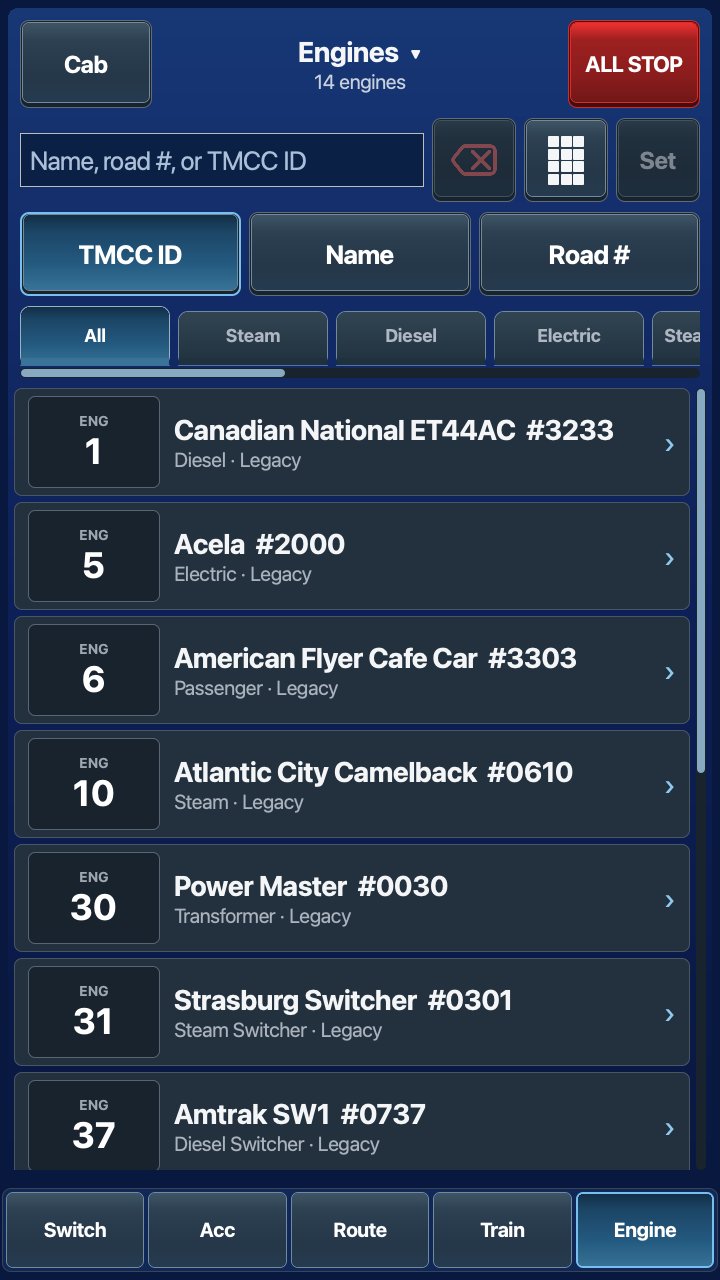 Cab
Engines ▼
14 engines
ALL STOP
Name, road #, or TMCC ID
Set
TMCC ID
Name
Road #
All
Steam
Diesel
Electric
Stea
ENG
1
Canadian National ET44AC #3233
Diesel · Legacy
›
ENG
5
Acela #2000
Electric · Legacy
›
ENG
6
American Flyer Cafe Car #3303
Passenger · Legacy
›
ENG
10
Atlantic City Camelback #0610
Steam · Legacy
›
ENG
30
Power Master #0030
Transformer · Legacy
›
ENG
31
Strasburg Switcher #0301
Steam Switcher · Legacy
›
ENG
37
Amtrak SW1 #0737
Diesel Switcher · Legacy
›
Switch
Acc
Route
Train
Engine